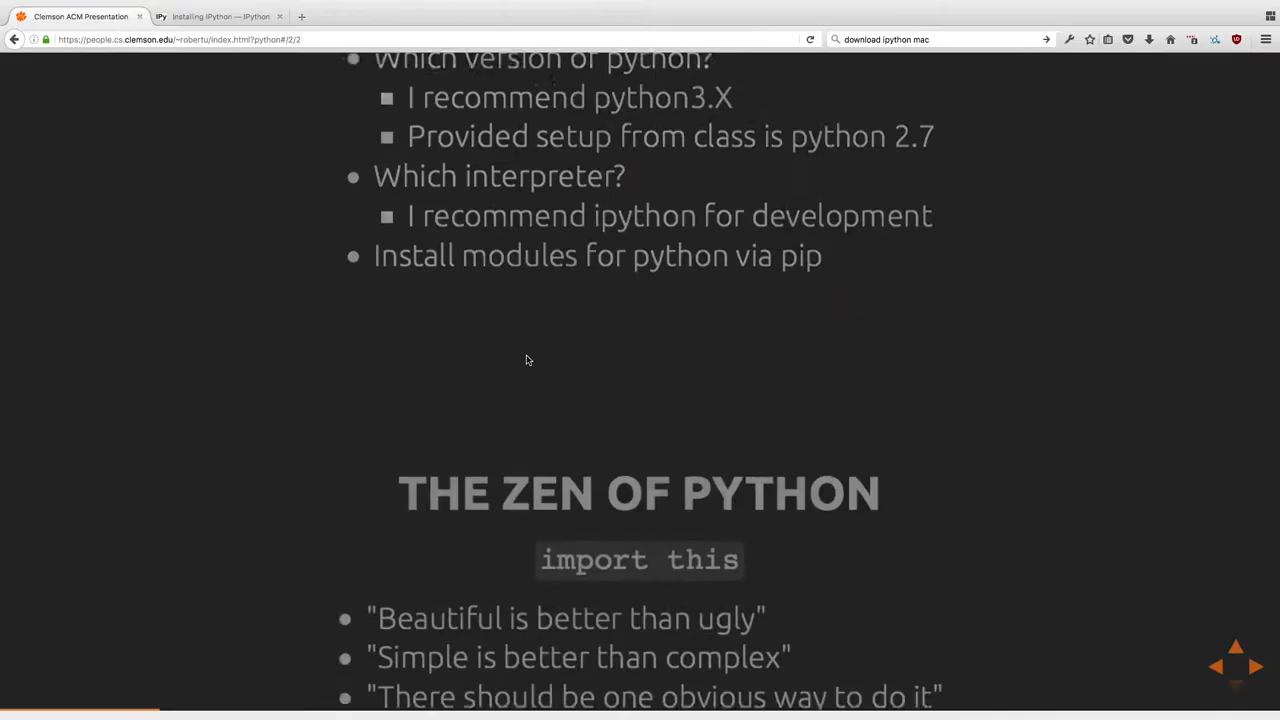 Clemson ACM Presentation
IPy Installing IPython — IPython
https://people.cs.clemson.edu/~robertu/index.html?python#/2/2
download ipython mac
Which version of python?
I recommend python3.X
Provided setup from class is python 2.7
Which interpreter?
I recommend ipython for development
Install modules for python via pip
THE ZEN OF PYTHON
import this
"Beautiful is better than ugly"
"Simple is better than complex"
"There should be one obvious way to do it"